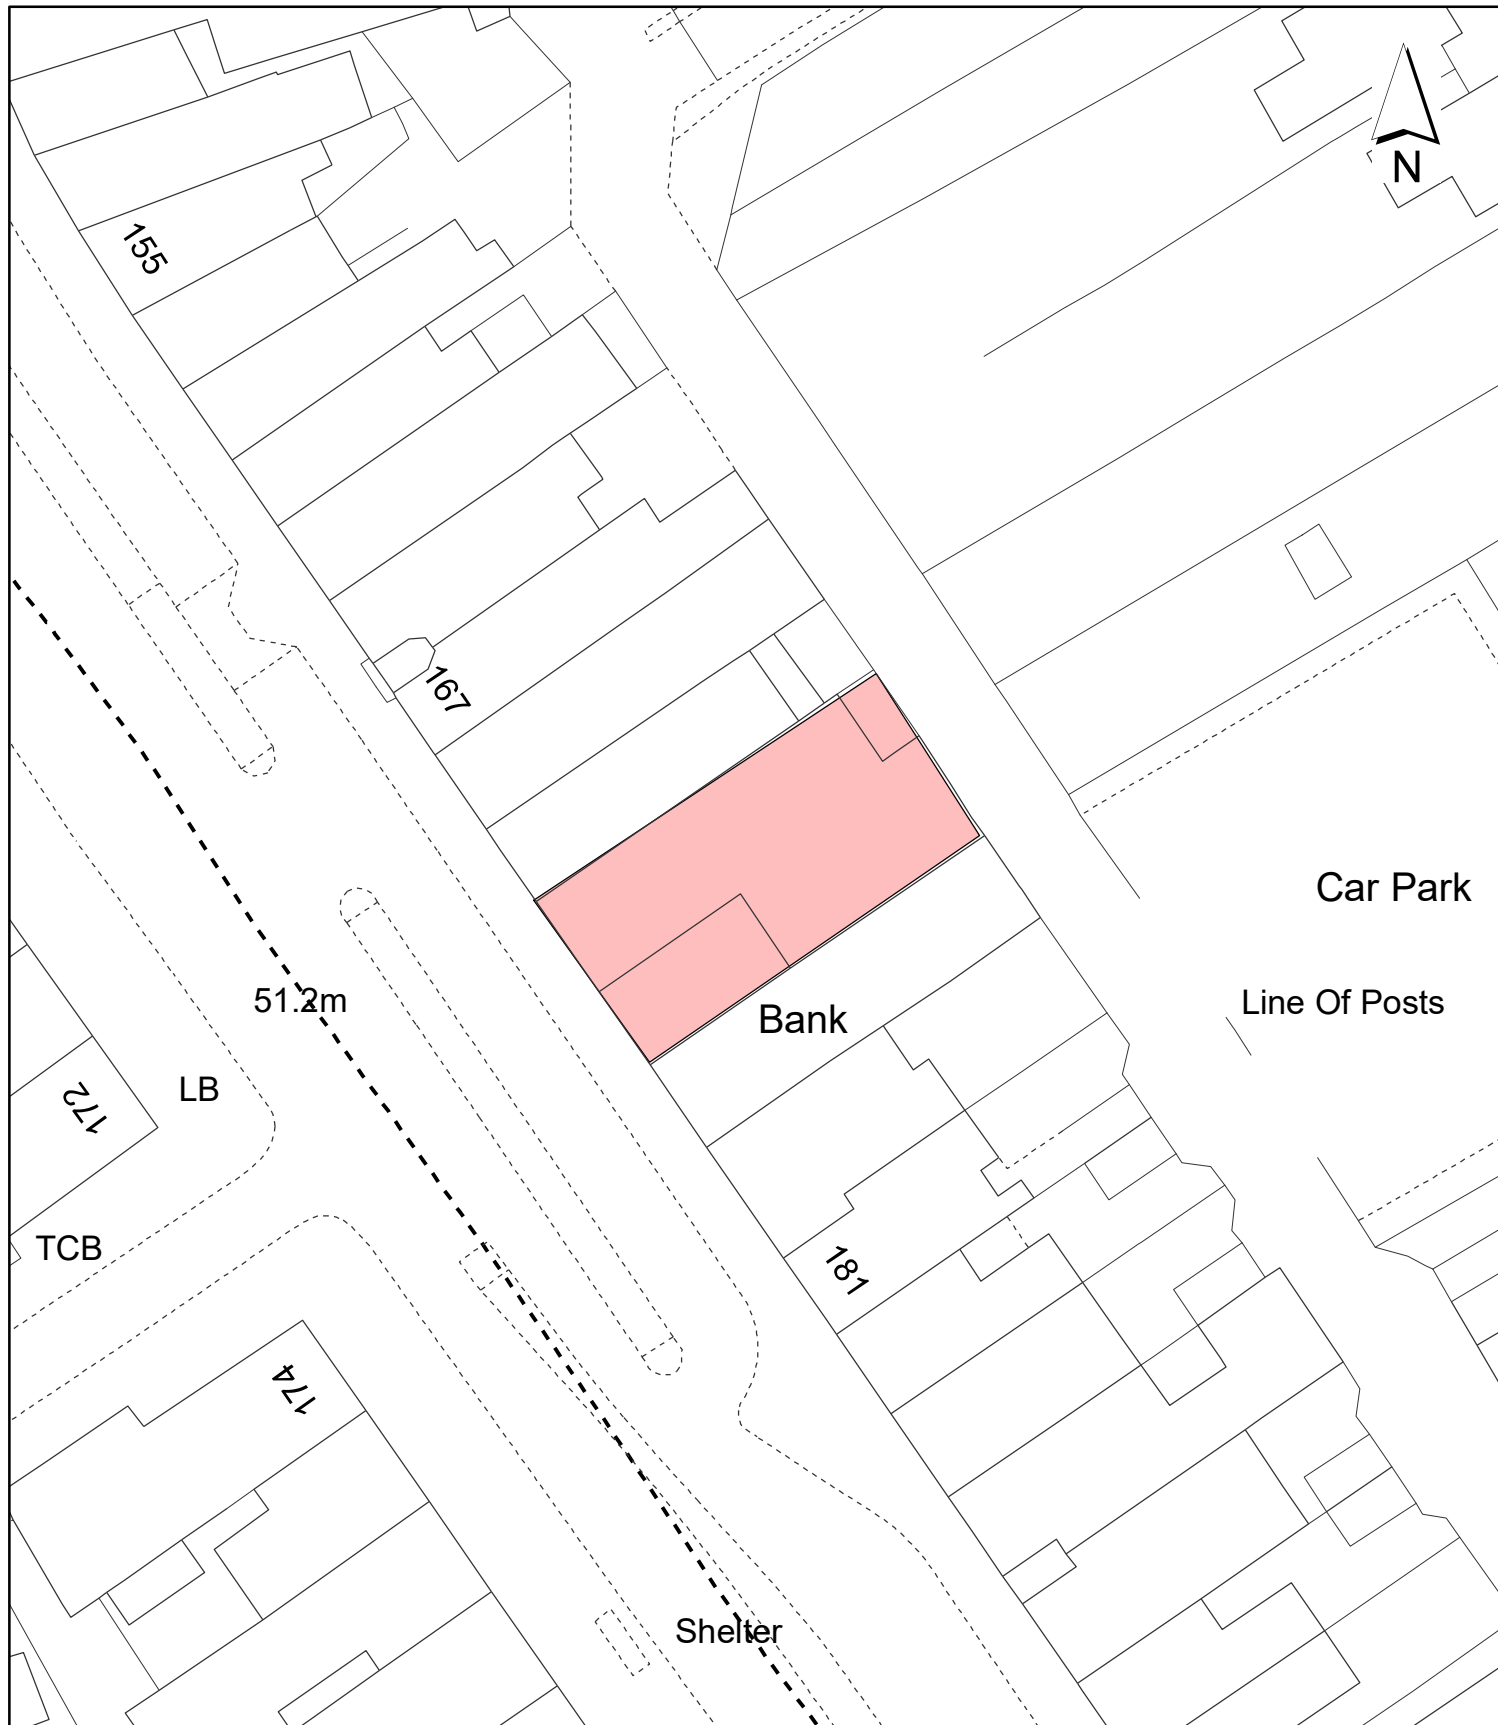 N
155
167
Car Park
51.2m
Line Of Posts
Bank
LB
172
TCB
181
174
Shelter